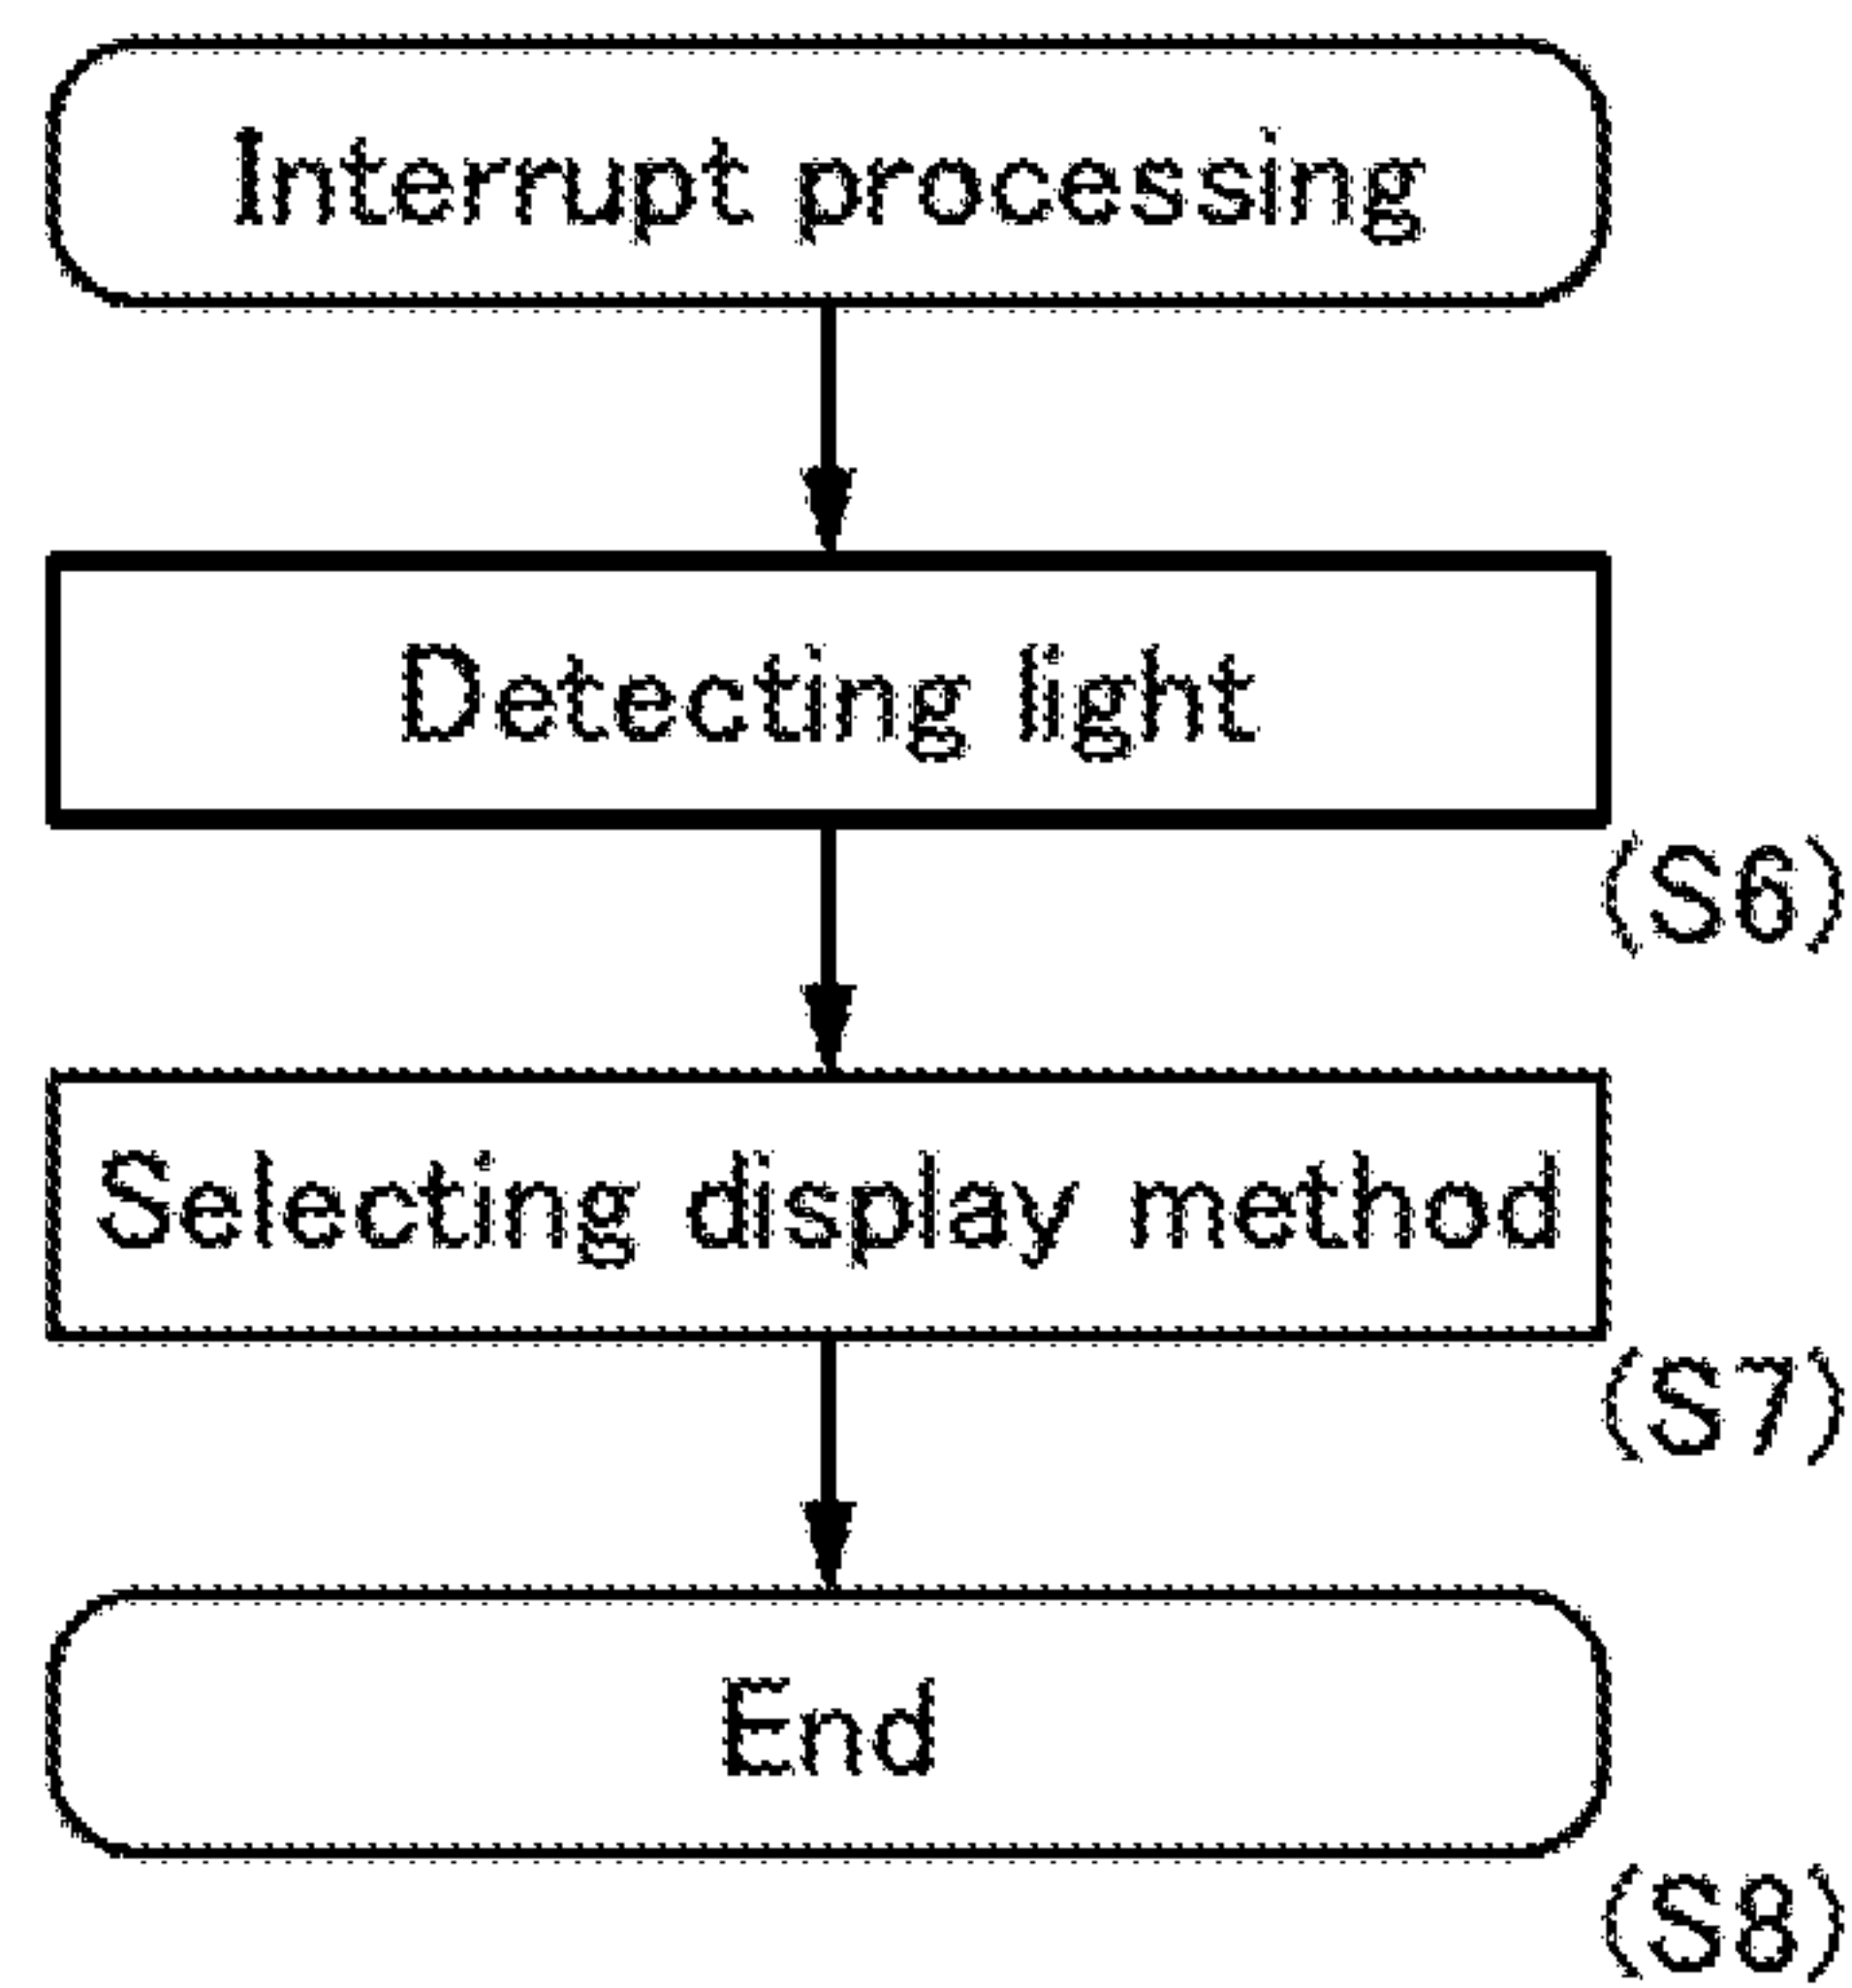 Interrupt processing
Detecting light
(S6)
Selecting display method
(S7)
End
(S8)